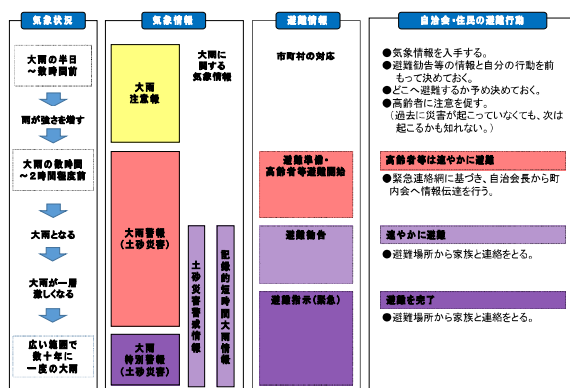 気象状況
大雨の半日
～数時間前
雨が強さを増す
大雨の数時間
～2時間程度前
大雨となる
大雨が一層
激しくなる
広い範囲で
数十年に
一度の大雨
気象情報
大雨
注意報
大雨に
関する
気象情報
大雨警報
(土砂災害)
土砂災害警戒情報
記録的短時間大雨情報
大雨
特別警報
(土砂災害)
避難情報
市町村の対応
避難準備・
高齢者等避難開始
避難勧告
避難指示(緊急)
自治会・住民の避難行動
●気象情報を入手する。
●避難勧告等の情報と自分の行動を前
もって決めておく。
●どこへ避難するか予め決めておく。
●高齢者に注意を促す。
(過去に災害が起こっていなくても、次は
起こるかも知れない。)
高齢者等は速やかに避難
●緊急連絡網に基づき、自治会長から町
内会へ情報伝達を行う。
速やかに避難
●避難場所から家族と連絡をとる。
避難を完了
●避難場所から家族と連絡をとる。